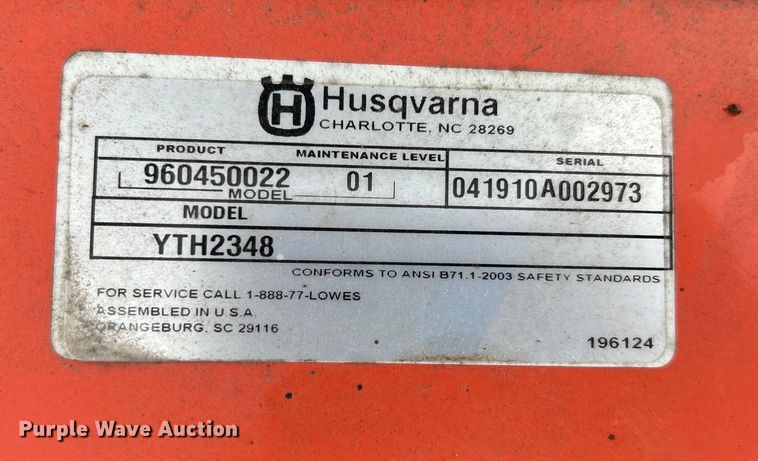 H Husqvarna
CHARLOTTE, NC 28269
PRODUCT MAINTENANCE LEVEL SERIAL
960450022 01 041910A002973
MODEL
MODEL
YTH2348
CONFORMS TO ANSI B71.1-2003 SAFETY STANDARDS
FOR SERVICE CALL 1-888-77-LOWES
ASSEMBLED IN U.S.A.
ORANGEBURG, SC 29116
196124
Purple Wave Auction